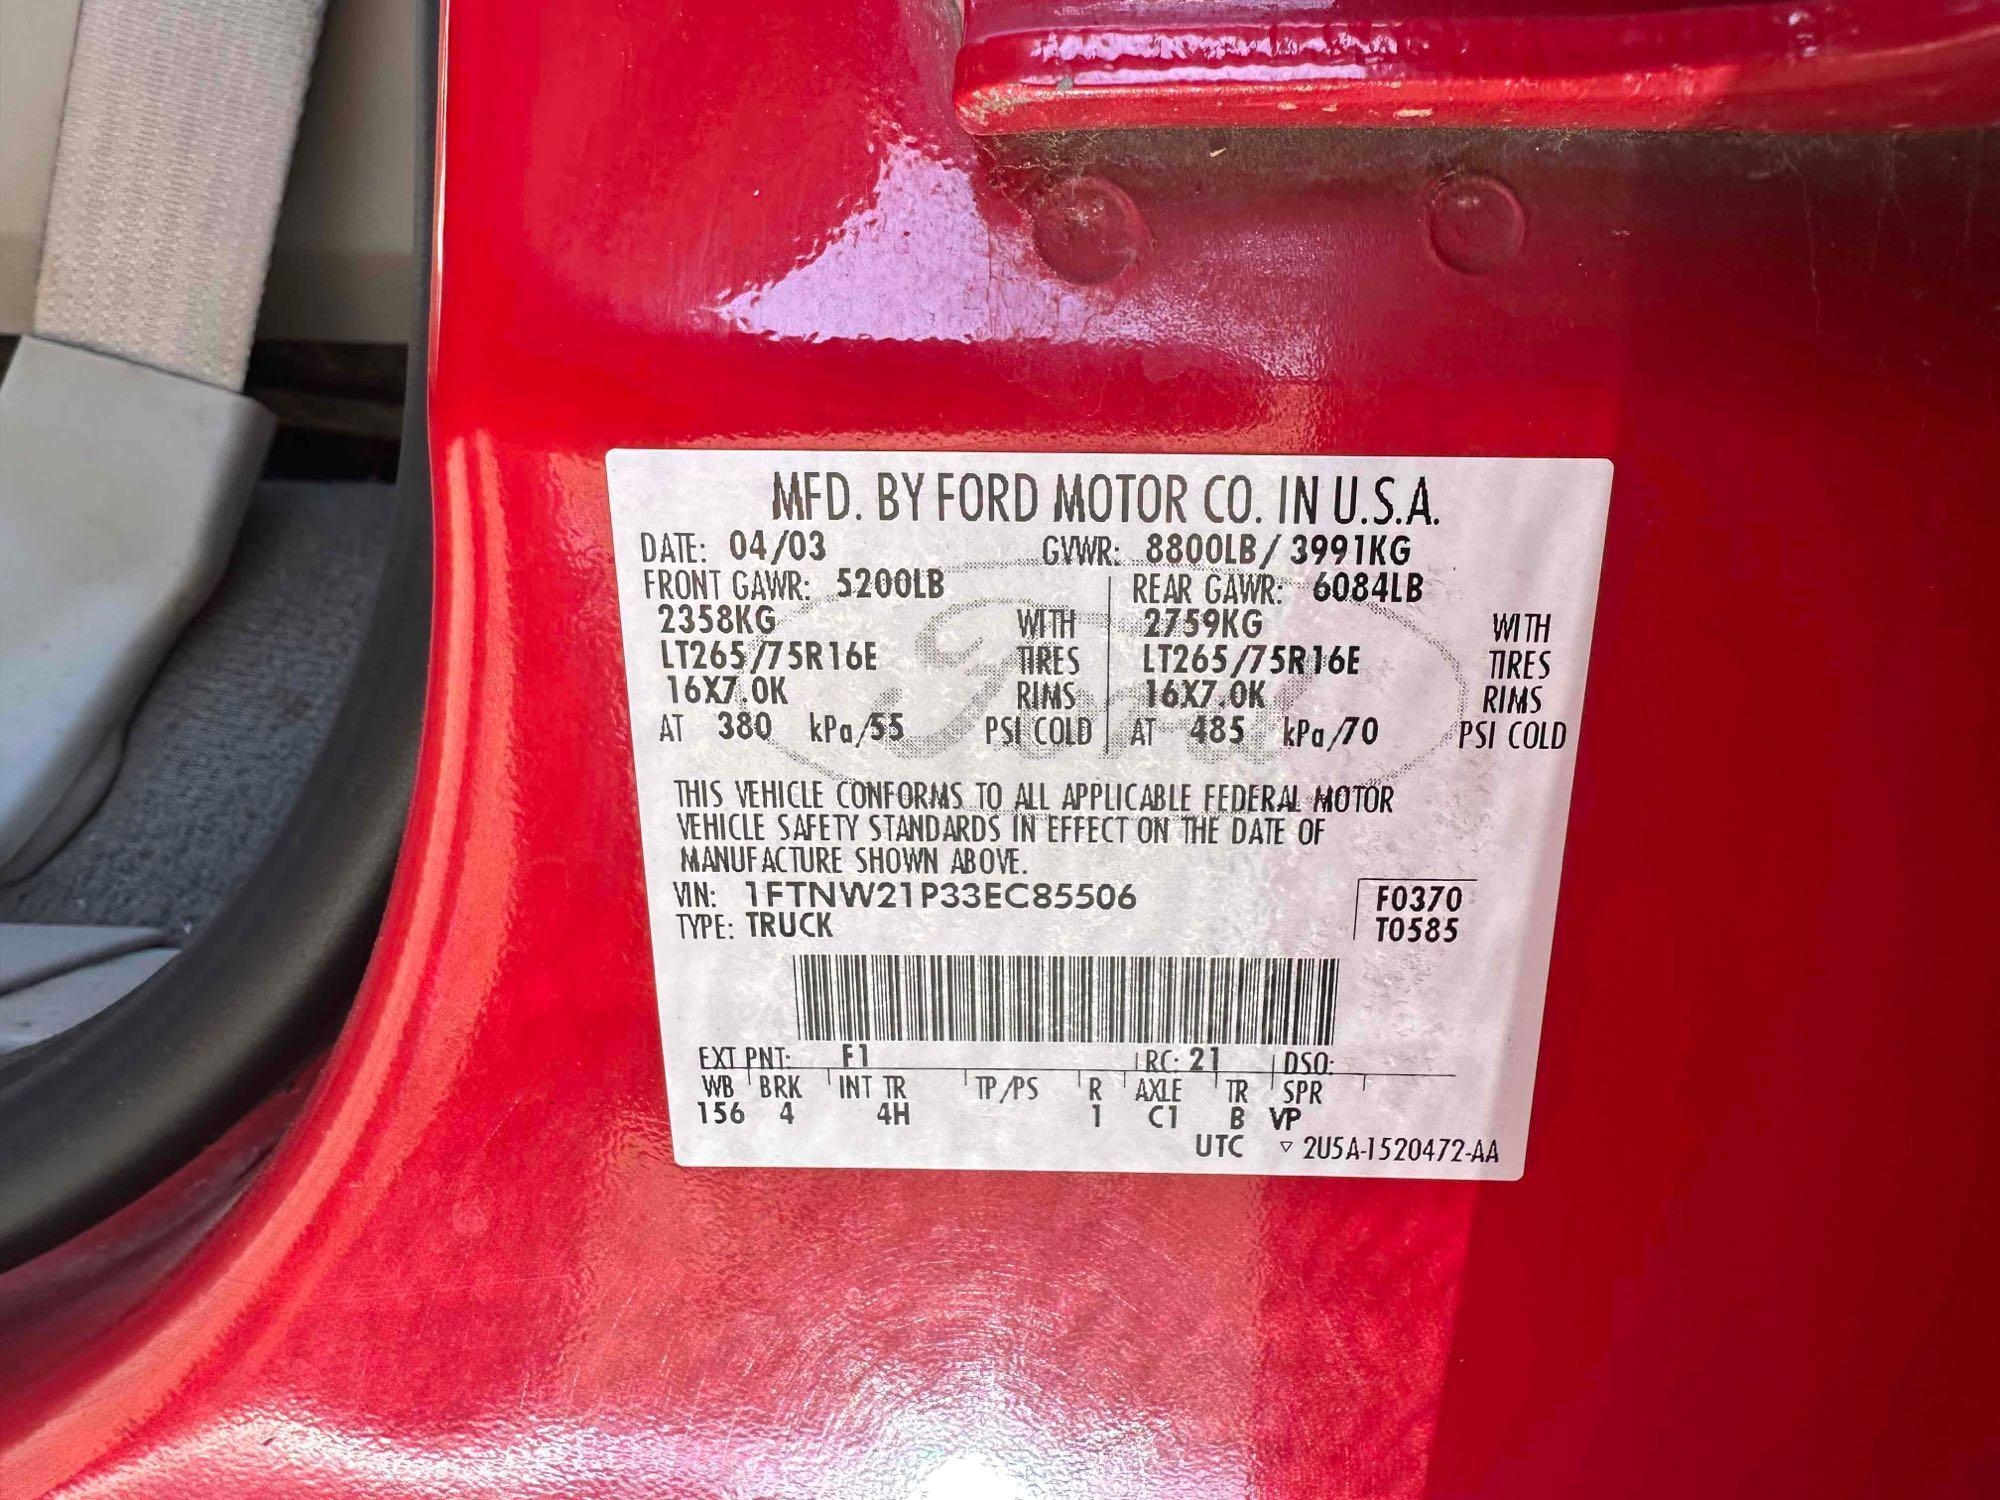 MFD. BY FORD MOTOR CO. IN U.S.A.
DATE: 04/03 GVWR: 8800LB / 3991KG
FRONT GAWR: 5200LB REAR GAWR: 6084LB
2358KG WITH 2759KG WITH
LT265/75R16E TIRES LT265/75R16E TIRES
16X7.0K RIMS 16X7.0K RIMS
AT 380 kPa/55 PSI COLD AT 485 kPa/70 PSI COLD
THIS VEHICLE CONFORMS TO ALL APPLICABLE FEDERAL MOTOR
VEHICLE SAFETY STANDARDS IN EFFECT ON THE DATE OF
MANUFACTURE SHOWN ABOVE.
VIN: 1FTNW21P33EC85506 F0370
TYPE: TRUCK T0585
EXT PNT: F1 RC: 21 DSO:
WB BRK INT TR TP/PS R AXLE TR SPR
156 4 4H 1 C1 B VP
UTC ▽ 2U5A-1520472-AA
Ford